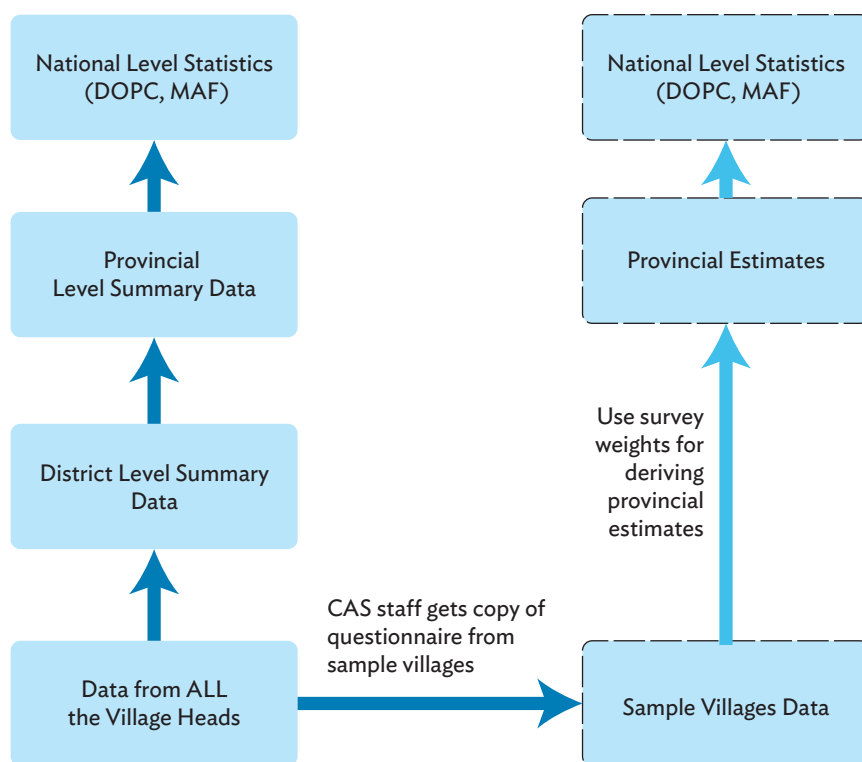 National Level Statistics
(DOPC, MAF)
National Level Statistics
(DOPC, MAF)
Provincial
Level Summary Data
Provincial Estimates
District Level Summary
Data
Use survey
weights for
deriving
provincial
estimates
CAS staff gets copy of
questionnaire from
sample villages
Data from ALL
the Village Heads
Sample Villages Data